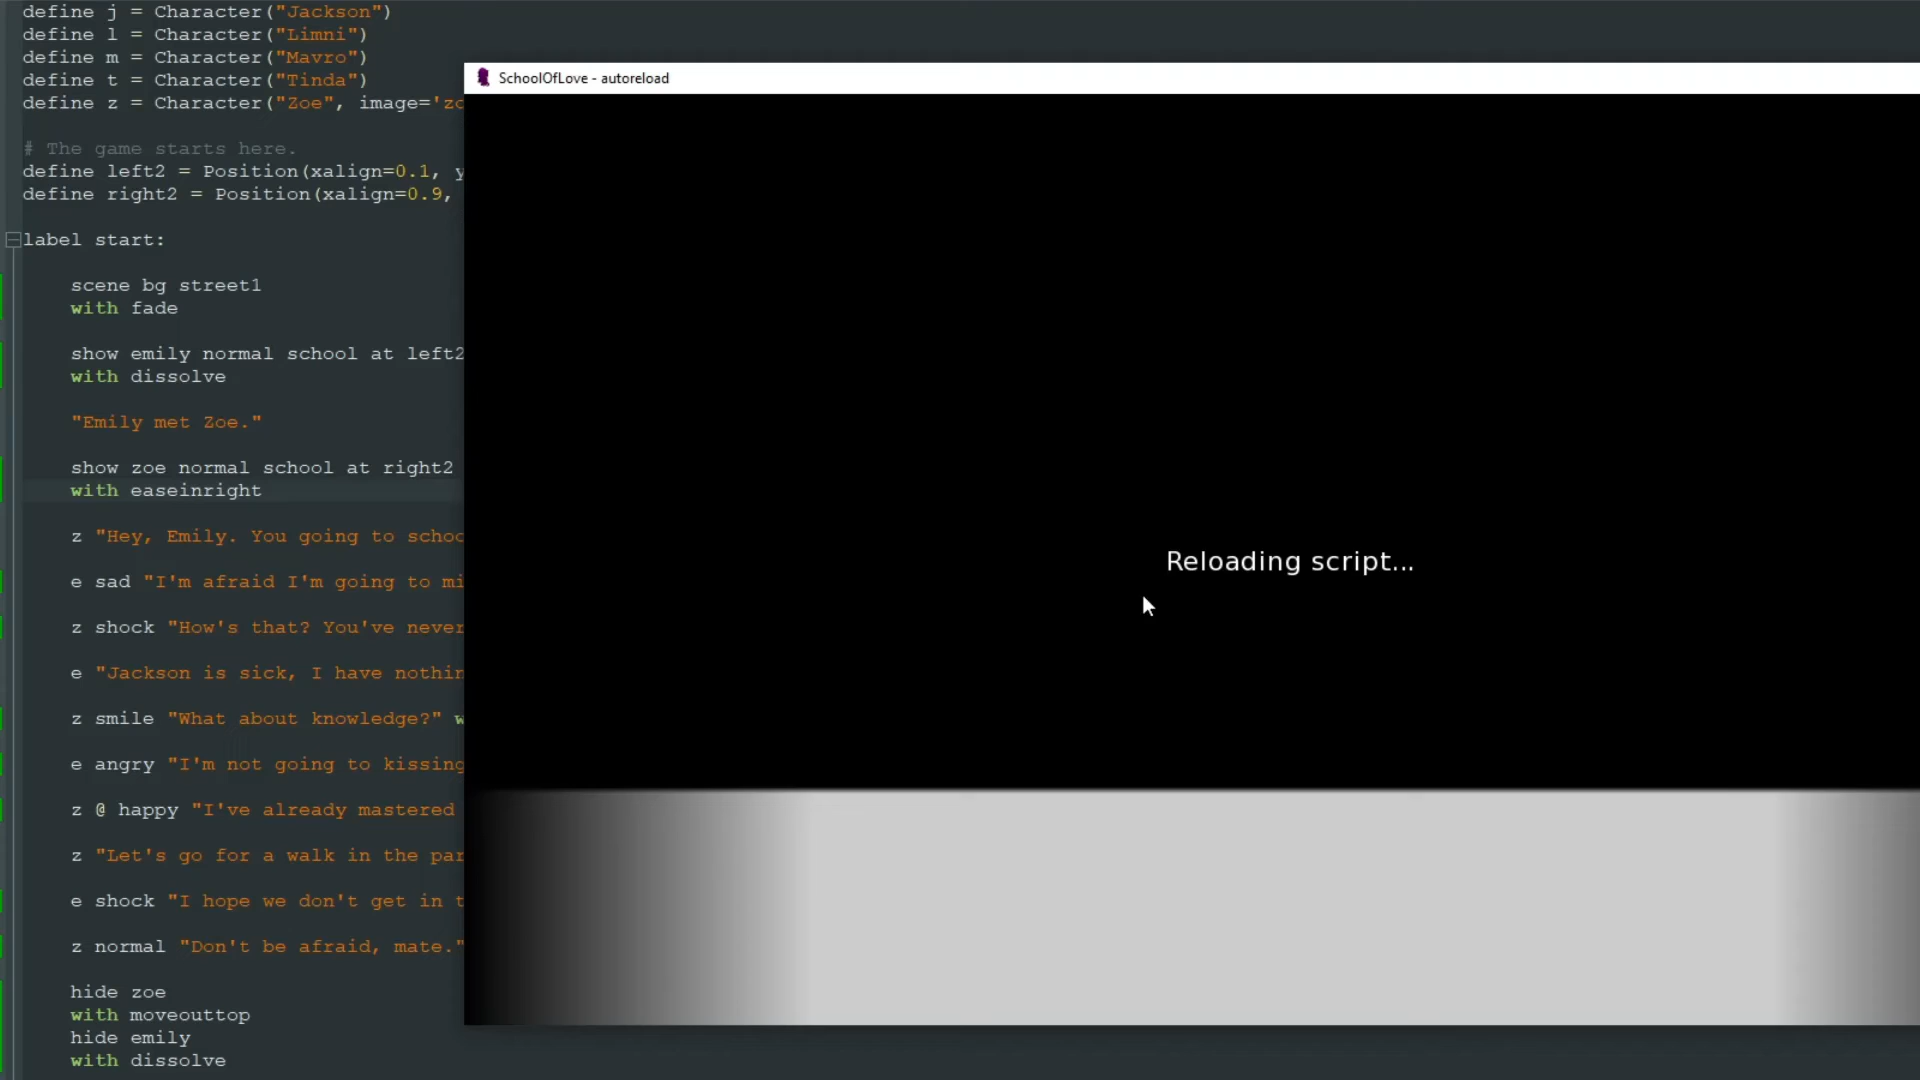 define j = Character("Jackson")
define l = Character("Limni")
define m = Character("Mavro")
define t = Character("Tinda")
define z = Character("Zoe", image='zo
# The game starts here.
define left2 = Position(xalign=0.1, y
define right2 = Position(xalign=0.9,
label start:
scene bg street1
with fade
show emily normal school at left2
with dissolve
"Emily met Zoe."
show zoe normal school at right2
with easeinright
z "Hey, Emily. You going to schoo
e sad "I'm afraid I'm going to mi
z shock "How's that? You've never
e "Jackson is sick, I have nothin
z smile "What about knowledge?" w
e angry "I'm not going to kissing
z @ happy "I've already mastered
z "Let's go for a walk in the par
e shock "I hope we don't get in t
z normal "Don't be afraid, mate."
hide zoe
with moveouttop
hide emily
with dissolve
SchoolOfLove - autoreload
Reloading script...